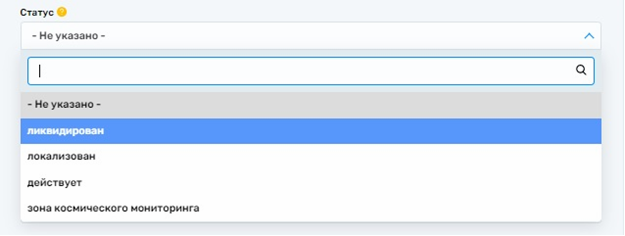 Статус ?
- Не указано -
- Не указано -
ликвидирован
локализован
действует
зона космического мониторинга